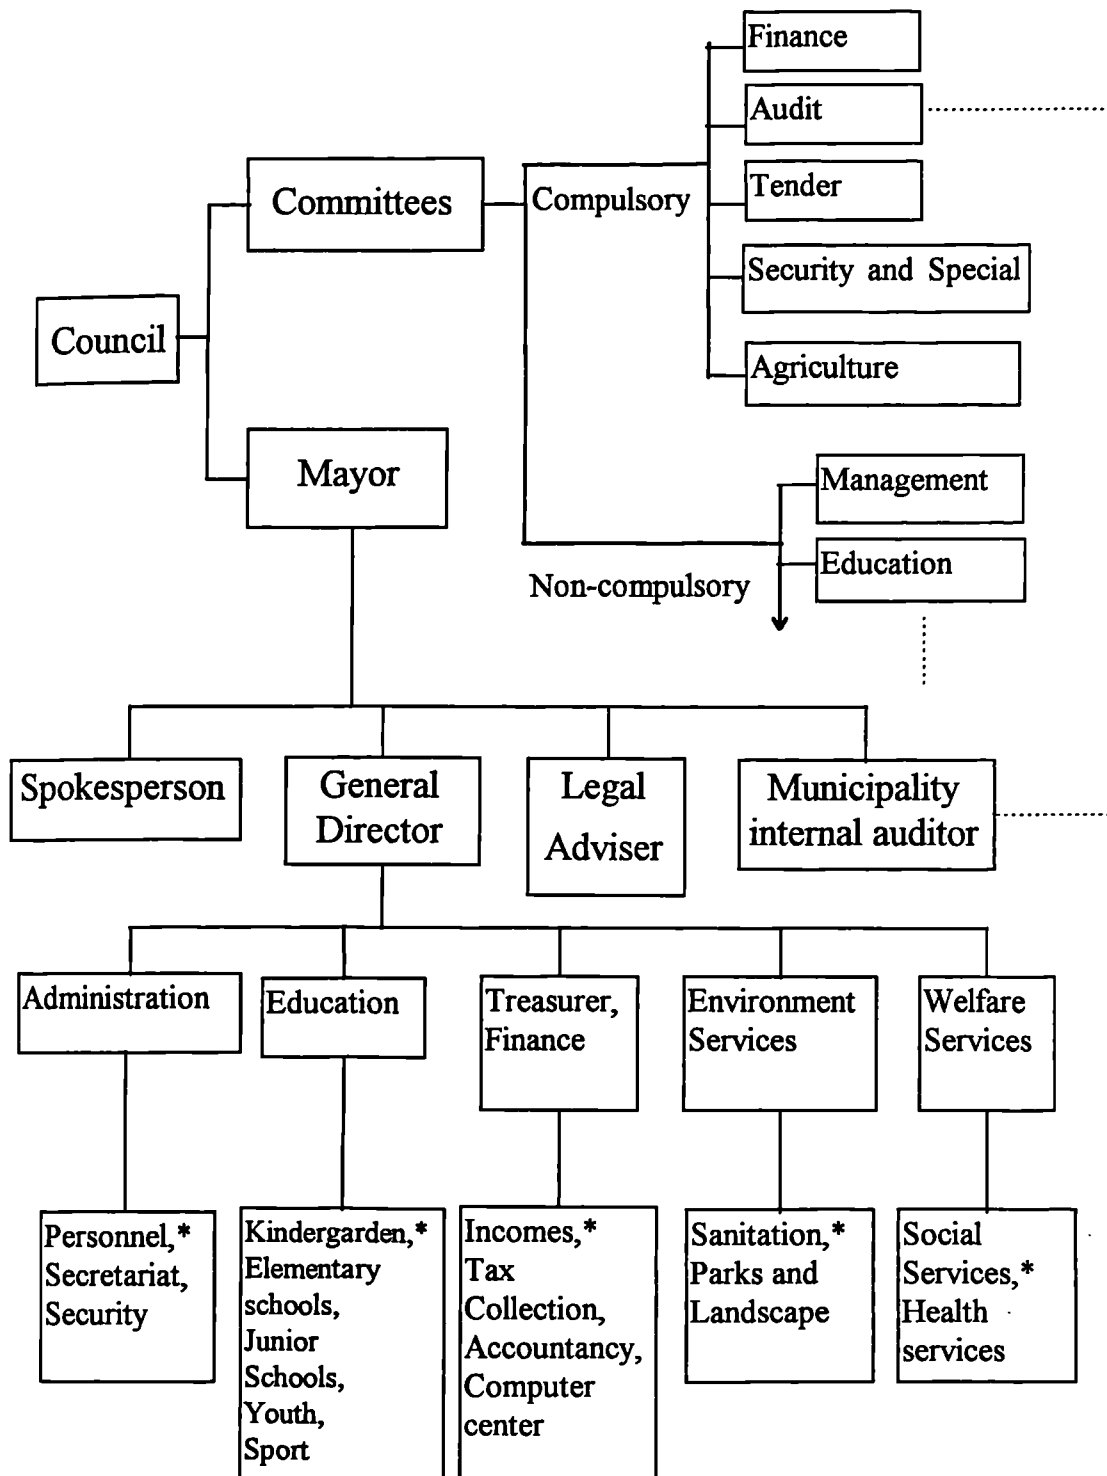 Finance
Audit
Tender
Security and Special
Agriculture
Committees
Compulsory
Council
Mayor
Management
Education
Non-compulsory
Spokesperson
General
Director
Legal
Adviser
Municipality
internal auditor
Administration
Education
Treasurer,
Finance
Environment
Services
Welfare
Services
Personnel,*
Secretariat,
Security
Kindergarden,*
Elementary
schools,
Junior
Schools,
Youth,
Sport
Incomes,*
Tax
Collection,
Accountancy,
Computer
center
Sanitation,*
Parks and
Landscape
Social
Services,*
Health
services